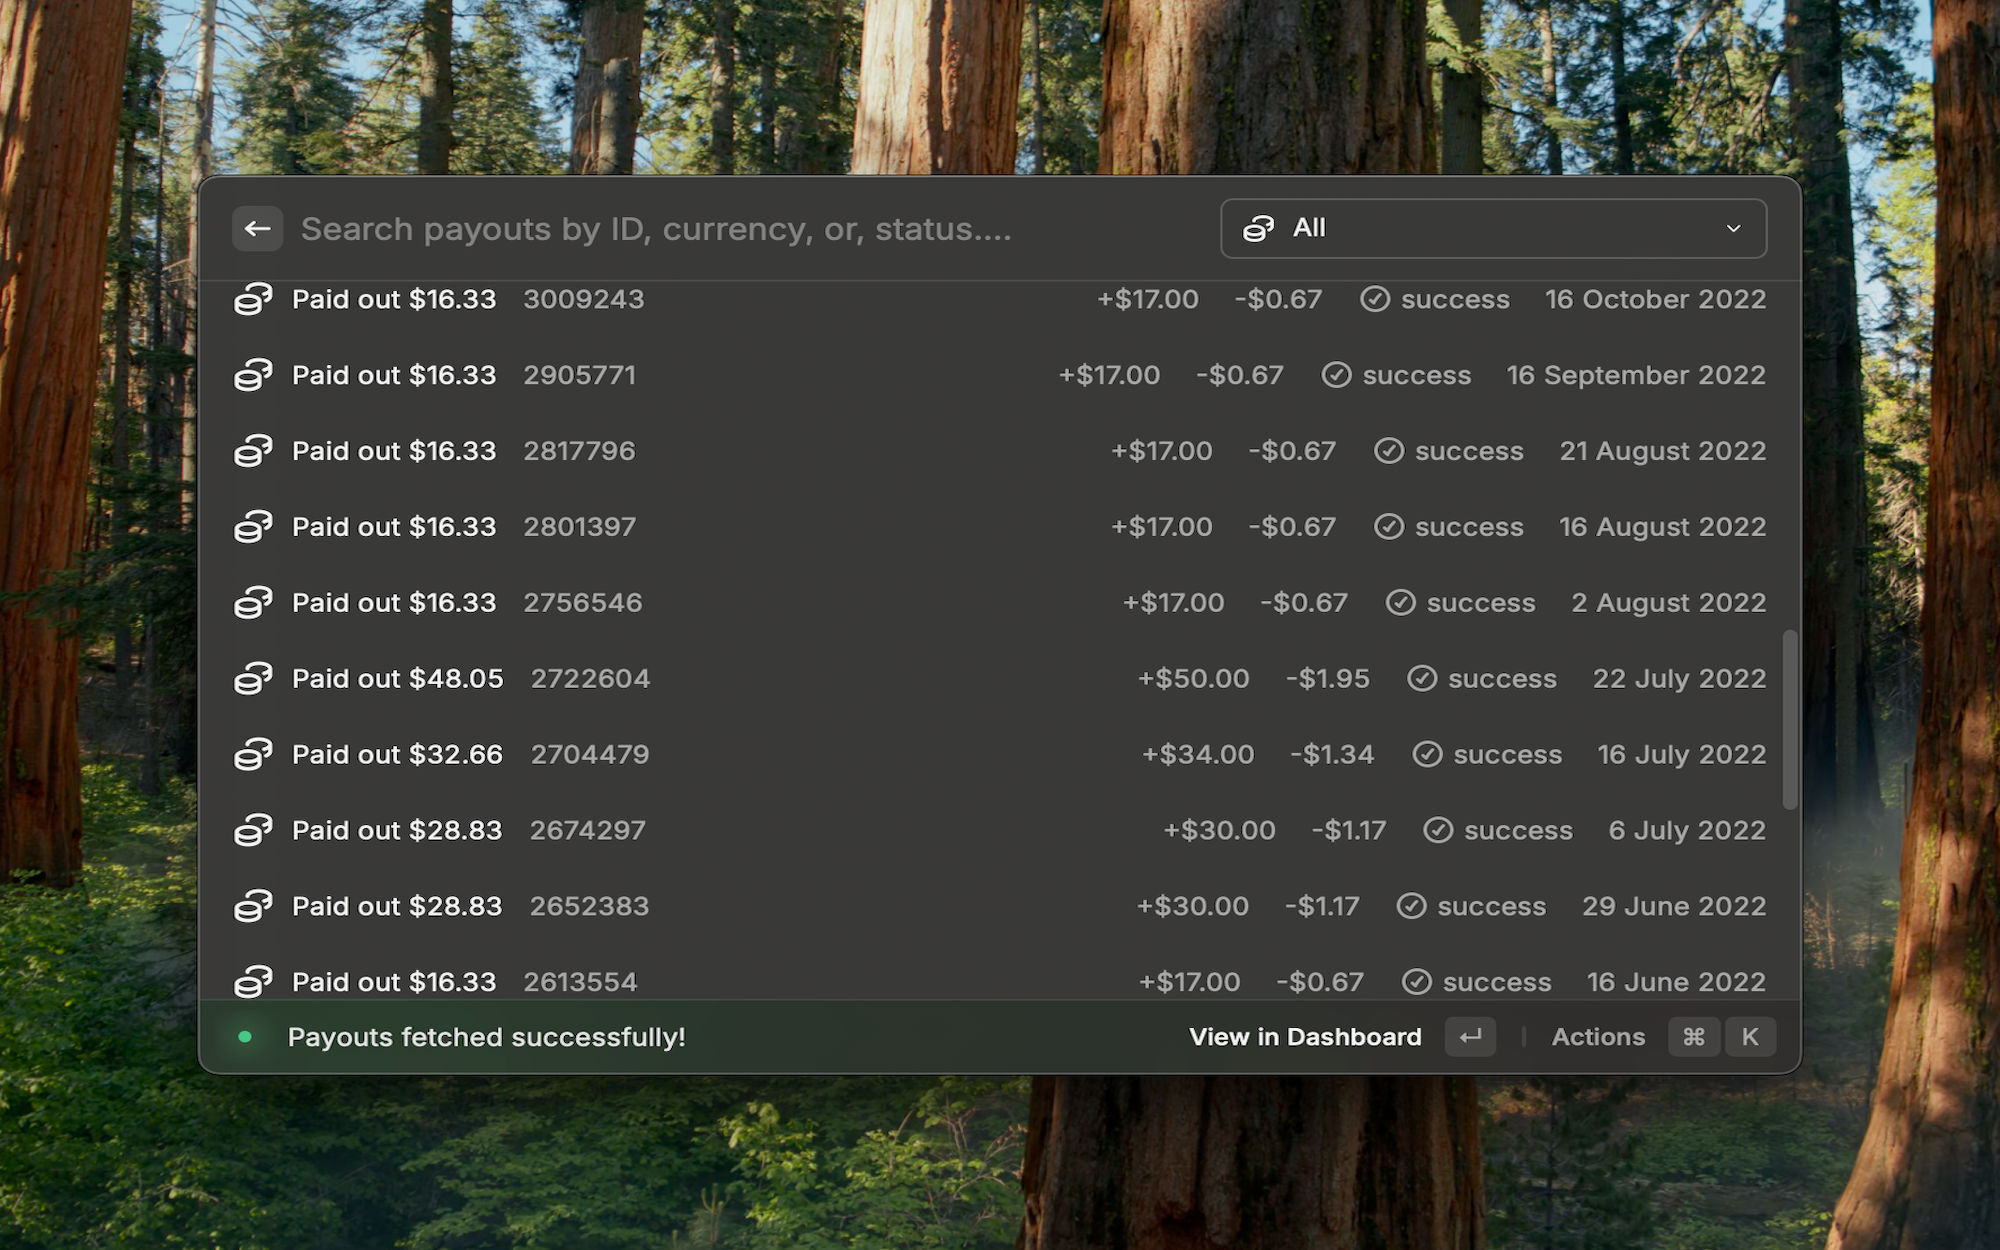 Search payouts by ID, currency, or, status.... All
Paid out $16.33 3009243 +$17.00 -$0.67 success 16 October 2022
Paid out $16.33 2905771 +$17.00 -$0.67 success 16 September 2022
Paid out $16.33 2817796 +$17.00 -$0.67 success 21 August 2022
Paid out $16.33 2801397 +$17.00 -$0.67 success 16 August 2022
Paid out $16.33 2756546 +$17.00 -$0.67 success 2 August 2022
Paid out $48.05 2722604 +$50.00 -$1.95 success 22 July 2022
Paid out $32.66 2704479 +$34.00 -$1.34 success 16 July 2022
Paid out $28.83 2674297 +$30.00 -$1.17 success 6 July 2022
Paid out $28.83 2652383 +$30.00 -$1.17 success 29 June 2022
Paid out $16.33 2613554 +$17.00 -$0.67 success 16 June 2022
Payouts fetched successfully! View in Dashboard ↵ Actions ⌘ K